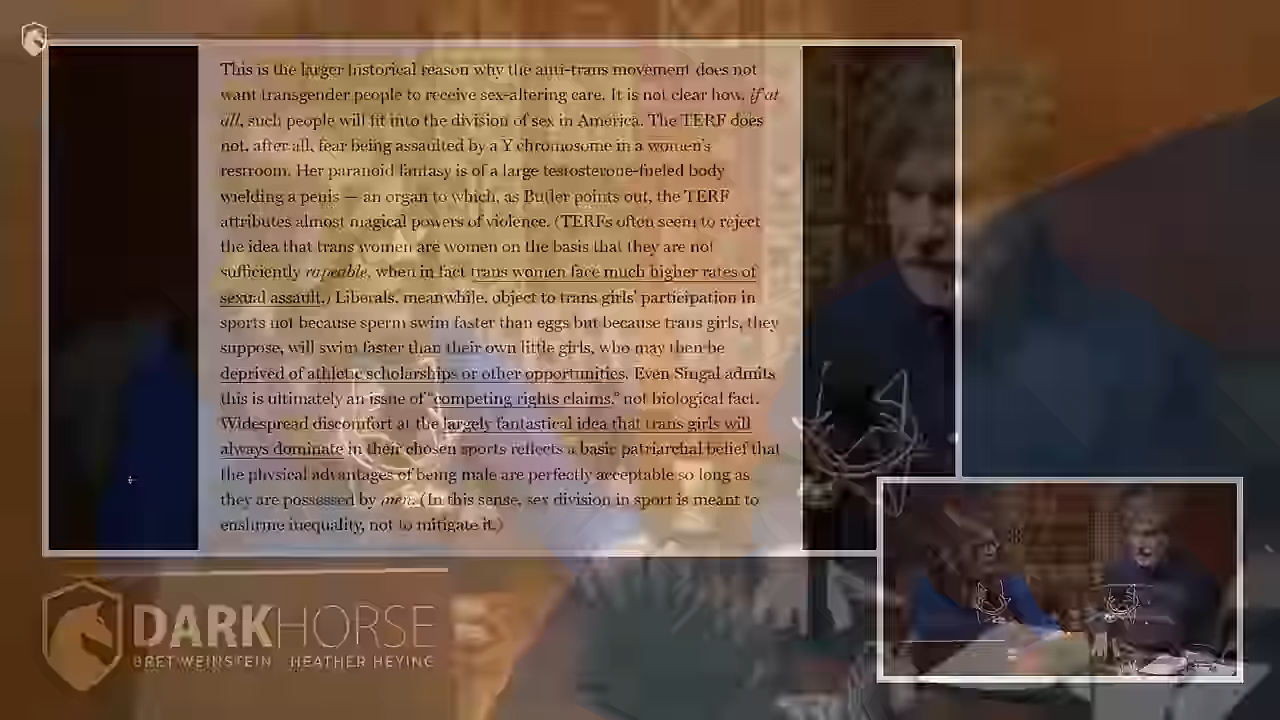 This is the larger historical reason why the anti-trans movement does not
want transgender people to receive sex-altering care. It is not clear how, if at
all, such people will fit into the division of sex in America. The TERF does
not, after all, fear being assaulted by a Y chromosome in a women's
restroom. Her paranoid fantasy is of a large testosterone-fueled body
wielding a penis — an organ to which, as Butler points out, the TERF
attributes almost magical powers of violence. (TERFs often seem to reject
the idea that trans women are women on the basis that they are not
sufficiently rapeable, when in fact trans women face much higher rates of
sexual assault.) Liberals, meanwhile, object to trans girls' participation in
sports not because sperm swim faster than eggs but because trans girls, they
suppose, will swim faster than their own little girls, who may then be
deprived of athletic scholarships or other opportunities. Even Singal admits
this is ultimately an issue of "competing rights claims," not biological fact.
Widespread discomfort at the largely fantastical idea that trans girls will
always dominate in their chosen sports reflects a basic patriarchal belief that
the physical advantages of being male are perfectly acceptable so long as
they are possessed by men. (In this sense, sex division in sport is meant to
enshrine inequality, not to mitigate it.)
DARKHORSE
BRET WEINSTEIN HEATHER HEYING